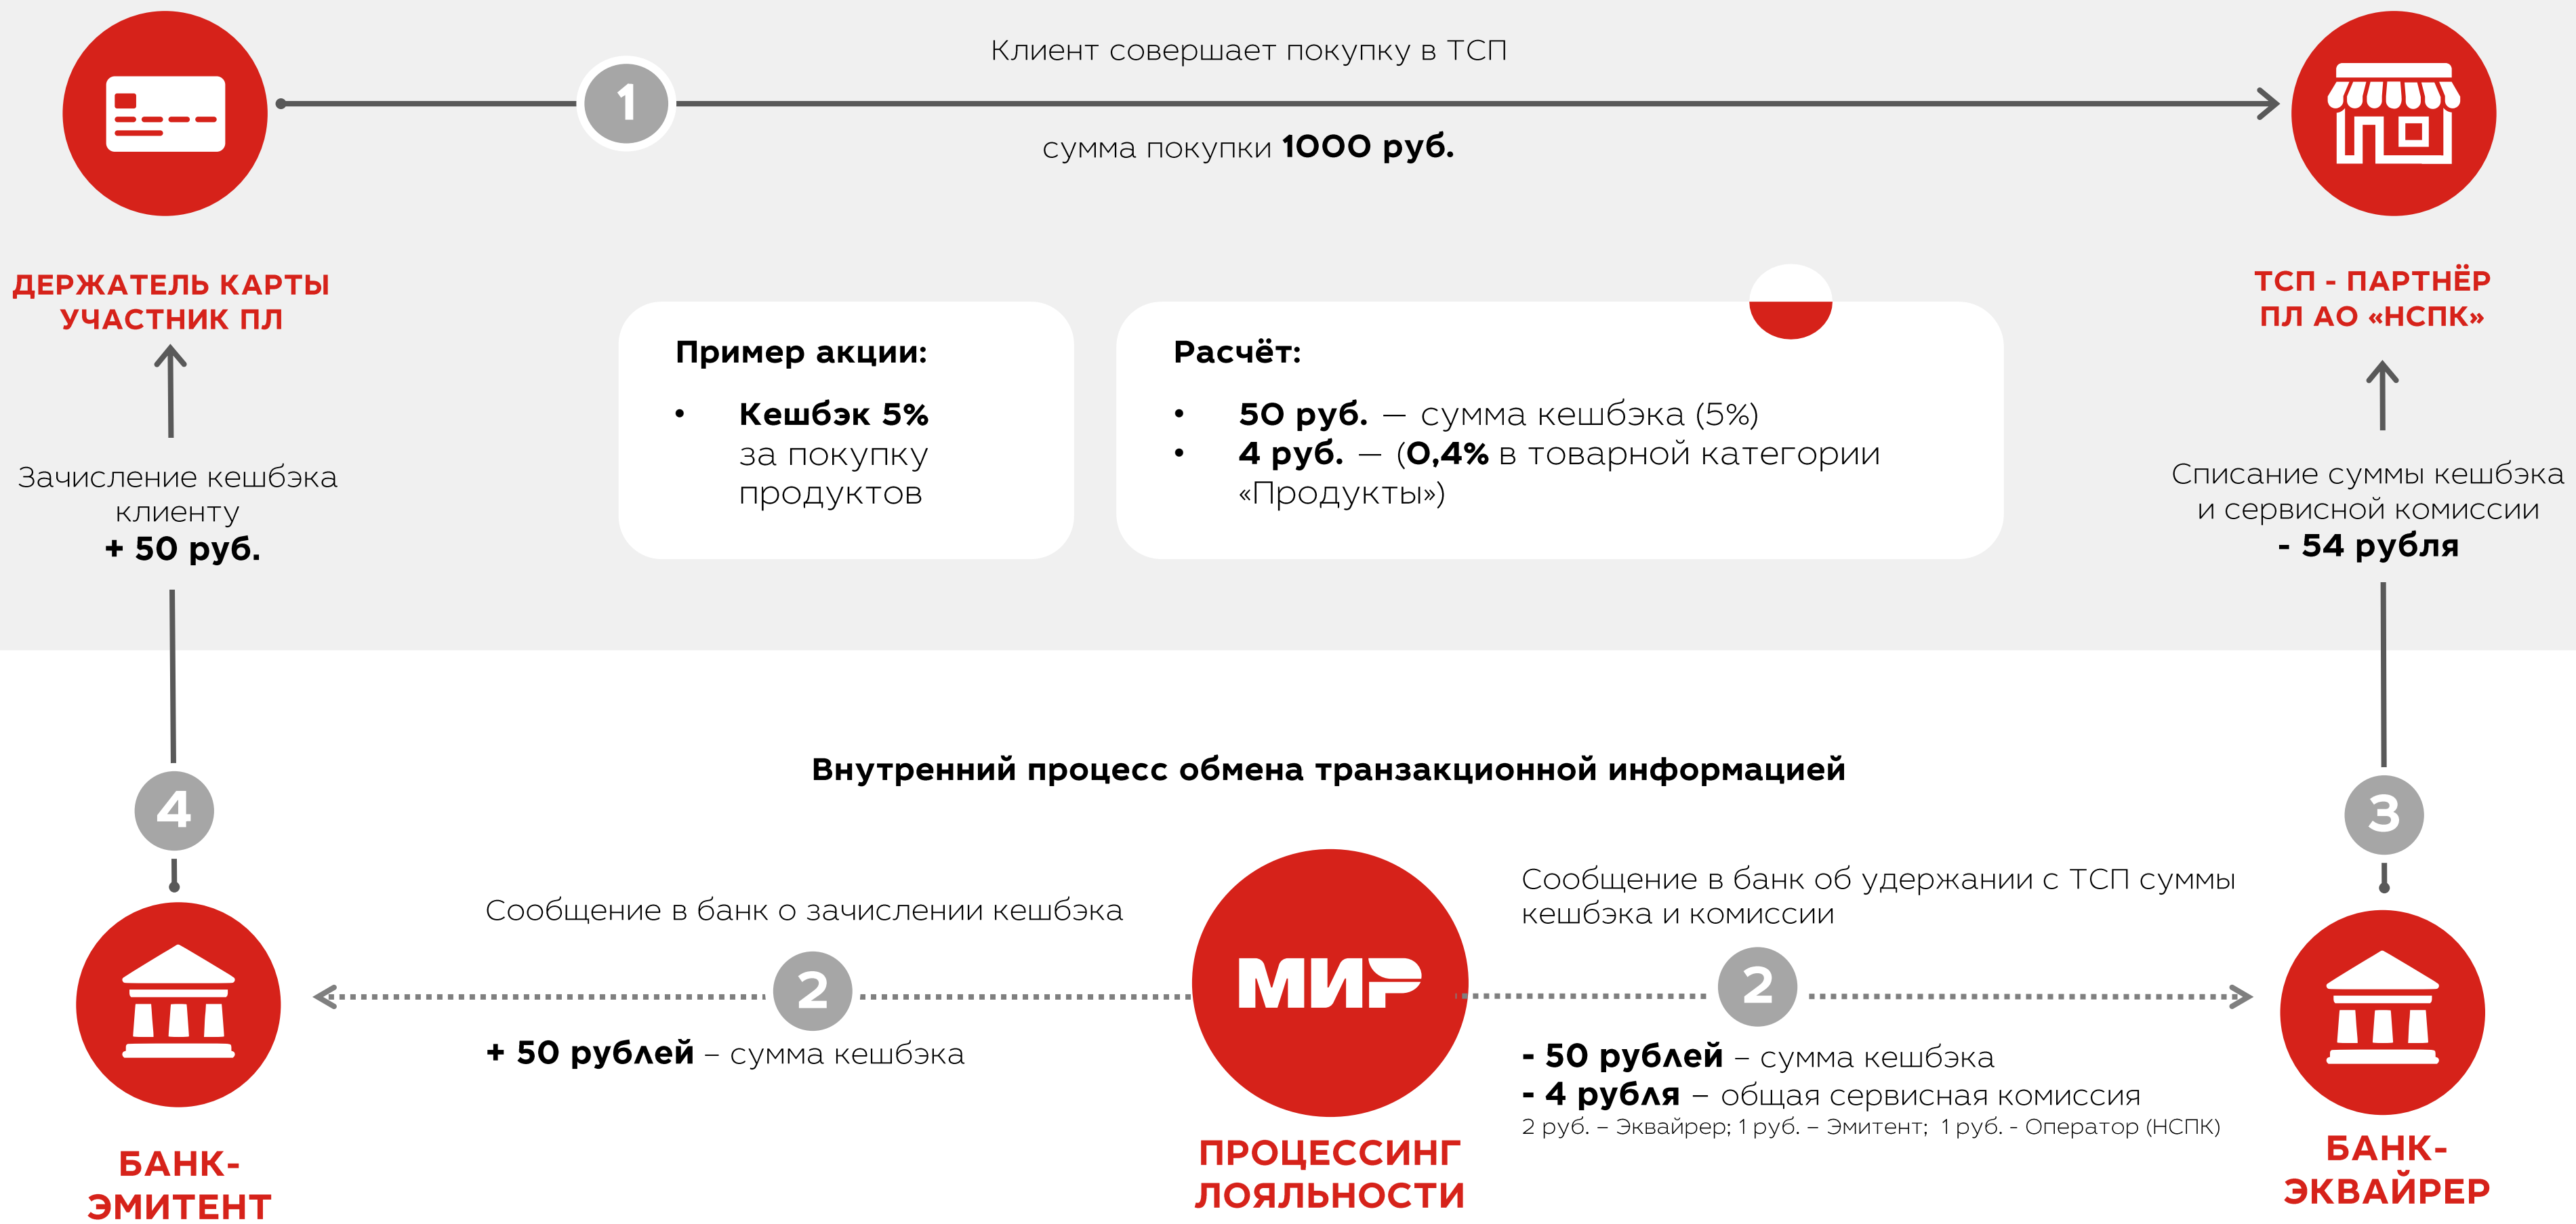 Клиент совершает покупку в ТСП
1
сумма покупки 1000 руб.
ДЕРЖАТЕЛЬ КАРТЫ
УЧАСТНИК ПЛ
ТСП - ПАРТНЁР
ПЛ АО «НСПК»
Пример акции:
• Кешбэк 5%
за покупку
продуктов
Расчёт:
• 50 руб. — сумма кешбэка (5%)
• 4 руб. — (0,4% в товарной категории
«Продукты»)
Зачисление кешбэка
клиенту
+ 50 руб.
Списание суммы кешбэка
и сервисной комиссии
- 54 рубля
Внутренний процесс обмена транзакционной информацией
4
3
Сообщение в банк о зачислении кешбэка
2
+ 50 рублей – сумма кешбэка
МИР
Сообщение в банк об удержании с ТСП суммы
кешбэка и комиссии
2
- 50 рублей – сумма кешбэка
- 4 рубля – общая сервисная комиссия
2 руб. – Эквайрер; 1 руб. – Эмитент; 1 руб. - Оператор (НСПК)
БАНК-
ЭМИТЕНТ
ПРОЦЕССИНГ
ЛОЯЛЬНОСТИ
БАНК-
ЭКВАЙРЕР